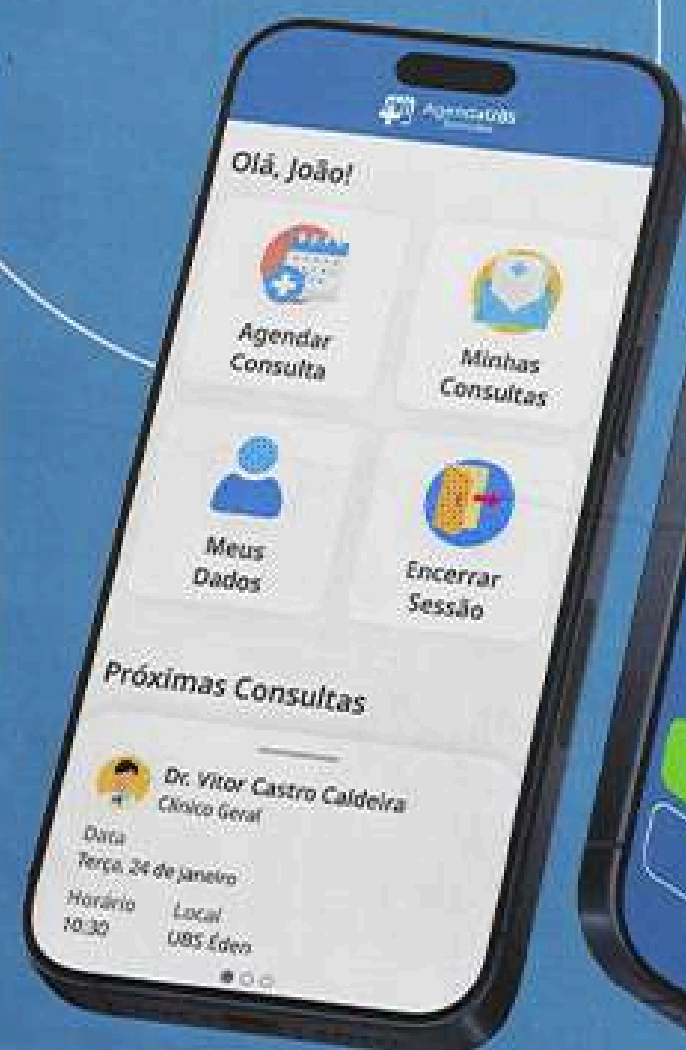 Agendatrês
Olá, João!
Agendar
Consulta
Minhas
Consultas
Meus
Dados
Encerrar
Sessão
Próximas Consultas
Dr. Vitor Castro Caldeira
Clínico Geral
Data
Terça, 24 de janeiro
Horário
10:30
Local
UBS Éden